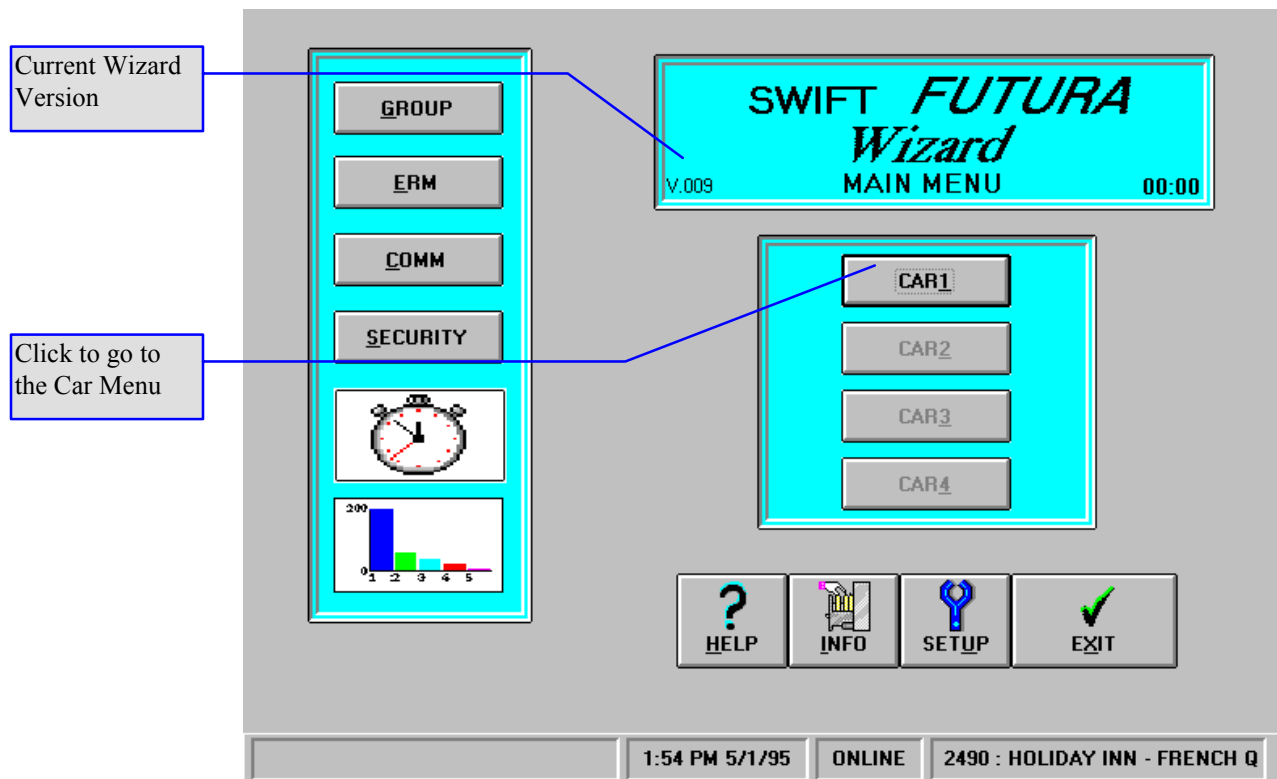 Current Wizard
Version
Click to go to
the Car Menu
GROUP
ERM
COMM
SECURITY
200
0
1 2 3 4 5
SWIFT FUTURA
Wizard
V.009 MAIN MENU 00:00
CAR1
CAR2
CAR3
CAR4
HELP INFO SETUP EXIT
1:54 PM 5/1/95 ONLINE 2490 : HOLIDAY INN - FRENCH Q